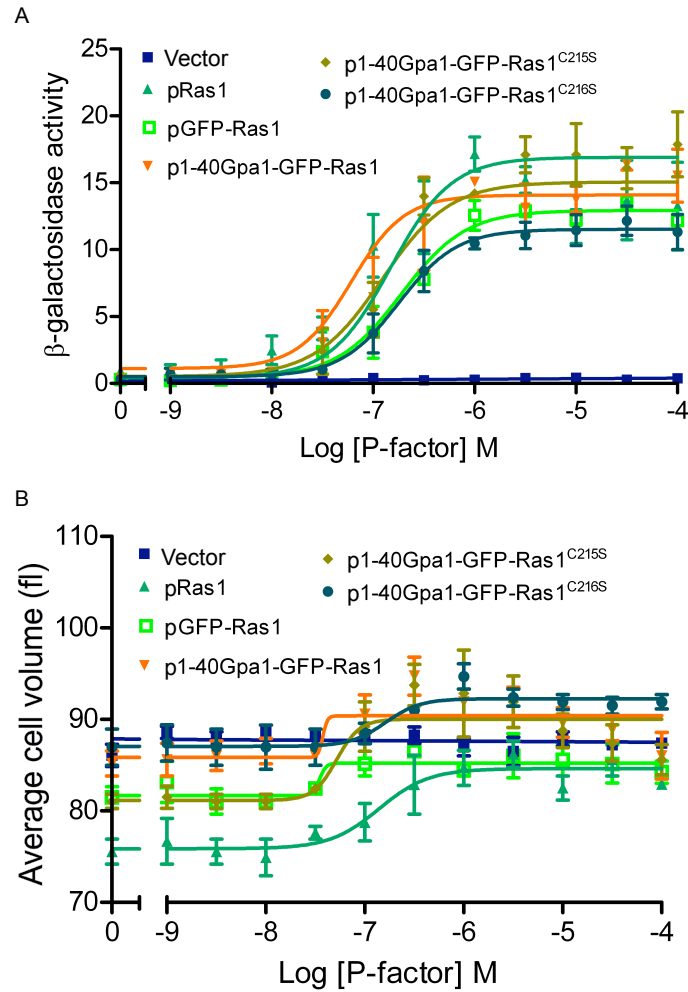 A
Vector
pRas1
pGFP-Ras1
p1-40Gpa1-GFP-Ras1
p1-40Gpa1-GFP-Ras1C215S
p1-40Gpa1-GFP-Ras1C216S
β-galactosidase activity
25
20
15
10
5
0
0 -9 -8 -7 -6 -5 -4
Log [P-factor] M
B
Vector
pRas1
pGFP-Ras1
p1-40Gpa1-GFP-Ras1
p1-40Gpa1-GFP-Ras1C215S
p1-40Gpa1-GFP-Ras1C216S
Average cell volume (fl)
110
100
90
80
70
0 -9 -8 -7 -6 -5 -4
Log [P-factor] M